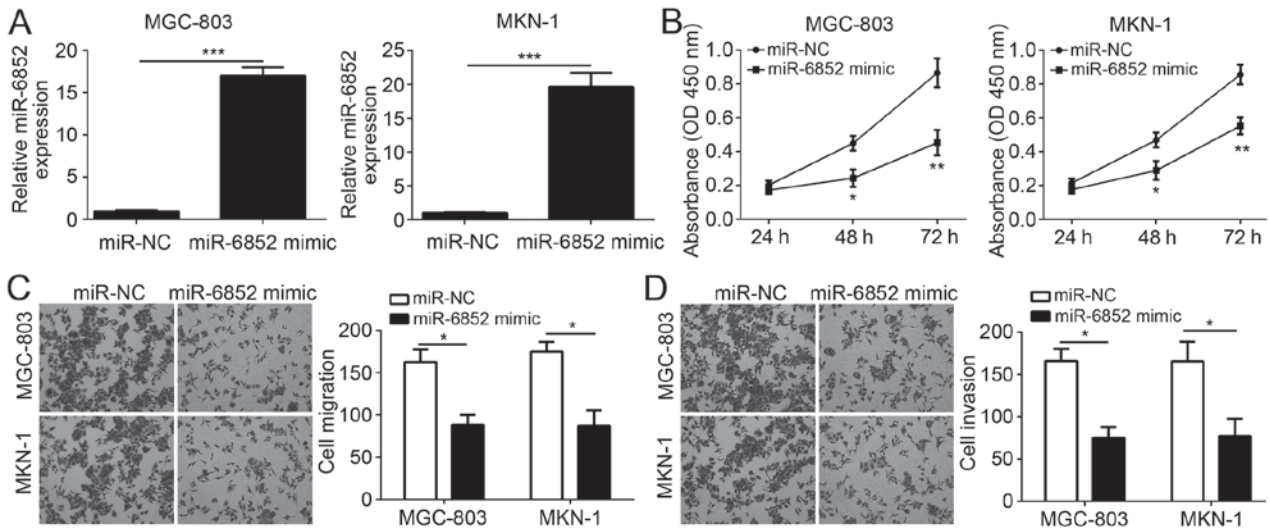 A
MGC-803
Relative miR-6852
expression
20
15
10
5
0
***
miR-NC
miR-6852 mimic
MKN-1
Relative miR-6852
expression
25
20
15
10
5
0
***
miR-NC
miR-6852 mimic
B
MGC-803
Absorbance (OD 450 nm)
1.0
0.8
0.6
0.4
0.2
0.0
miR-NC
miR-6852 mimic
*
**
24 h
48 h
72 h
MKN-1
Absorbance (OD 450 nm)
1.0
0.8
0.6
0.4
0.2
0.0
miR-NC
miR-6852 mimic
*
**
24 h
48 h
72 h
C
miR-NC
miR-6852 mimic
MGC-803
MKN-1
miR-NC
miR-6852 mimic
Cell migration
200
150
100
50
0
*
*
MGC-803
MKN-1
D
miR-NC
miR-6852 mimic
MGC-803
MKN-1
miR-NC
miR-6852 mimic
Cell invasion
200
150
100
50
0
*
*
MGC-803
MKN-1